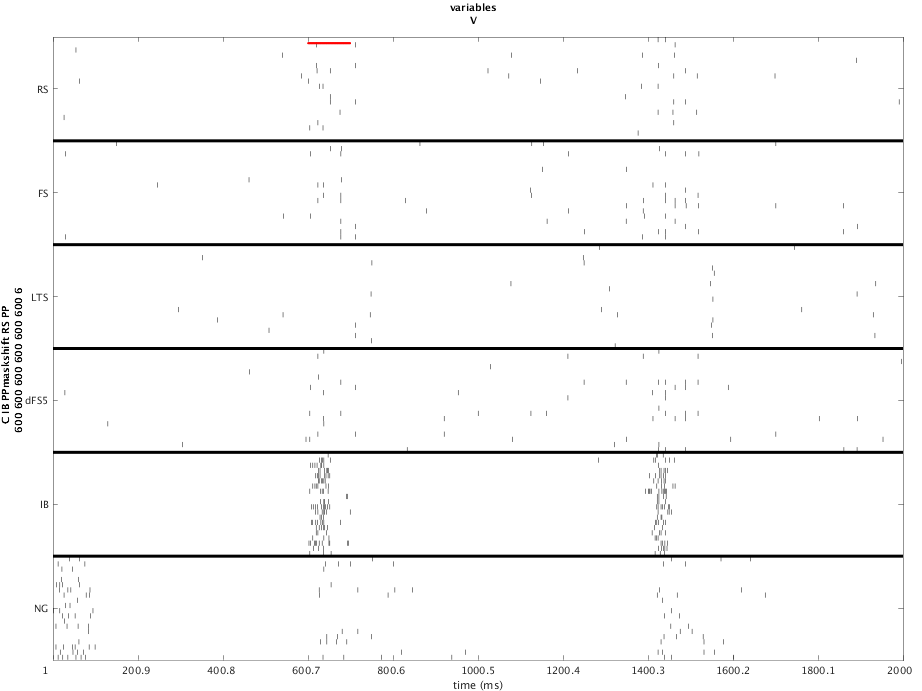 variables
V
C IB PPmaskshift RS PP
600 600 600 600 600 600 6
RS
FS
LTS
dFS5
IB
NG
1 200.9 400.8 600.7 800.6 1000.5 1200.4 1400.3 1600.2 1800.1 2000
time (ms)